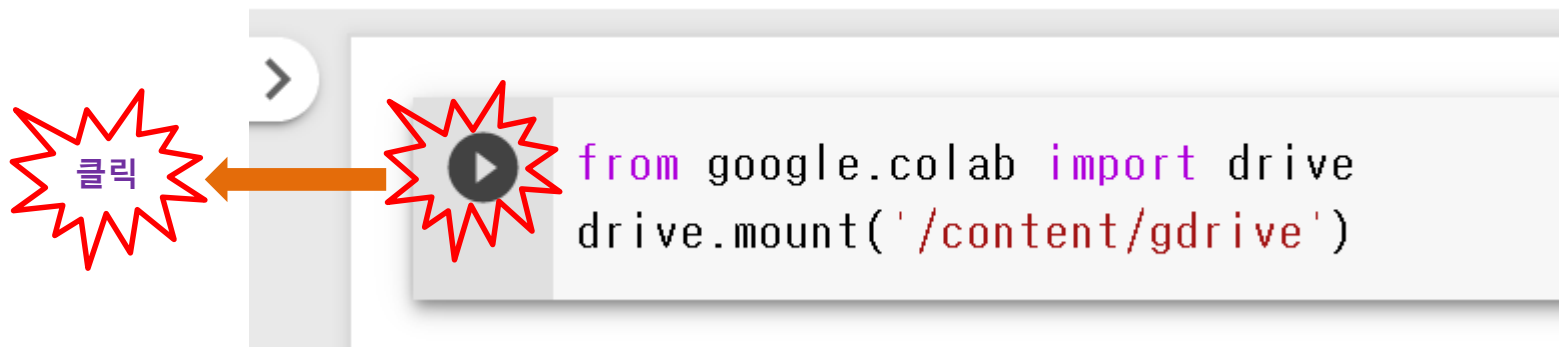 클릭
from google.colab import drive
drive.mount('/content/gdrive')